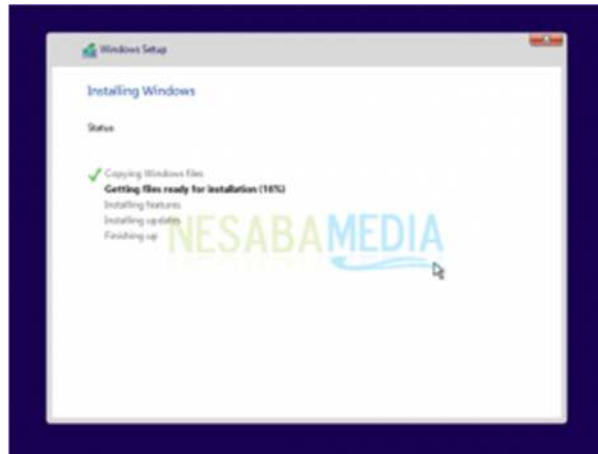 Windows Setup
Installing Windows
Status
Copying Windows files
Getting files ready for installation (16%)
Installing features
Installing updates
Finishing up
NESABAMEDIA